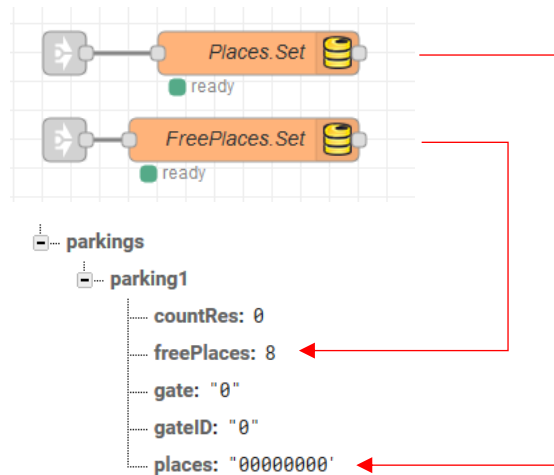 Places.Set
ready
FreePlaces.Set
ready
parkings
parking1
countRes: 0
freePlaces: 8
gate: "0"
gateID: "0"
places: "00000000'